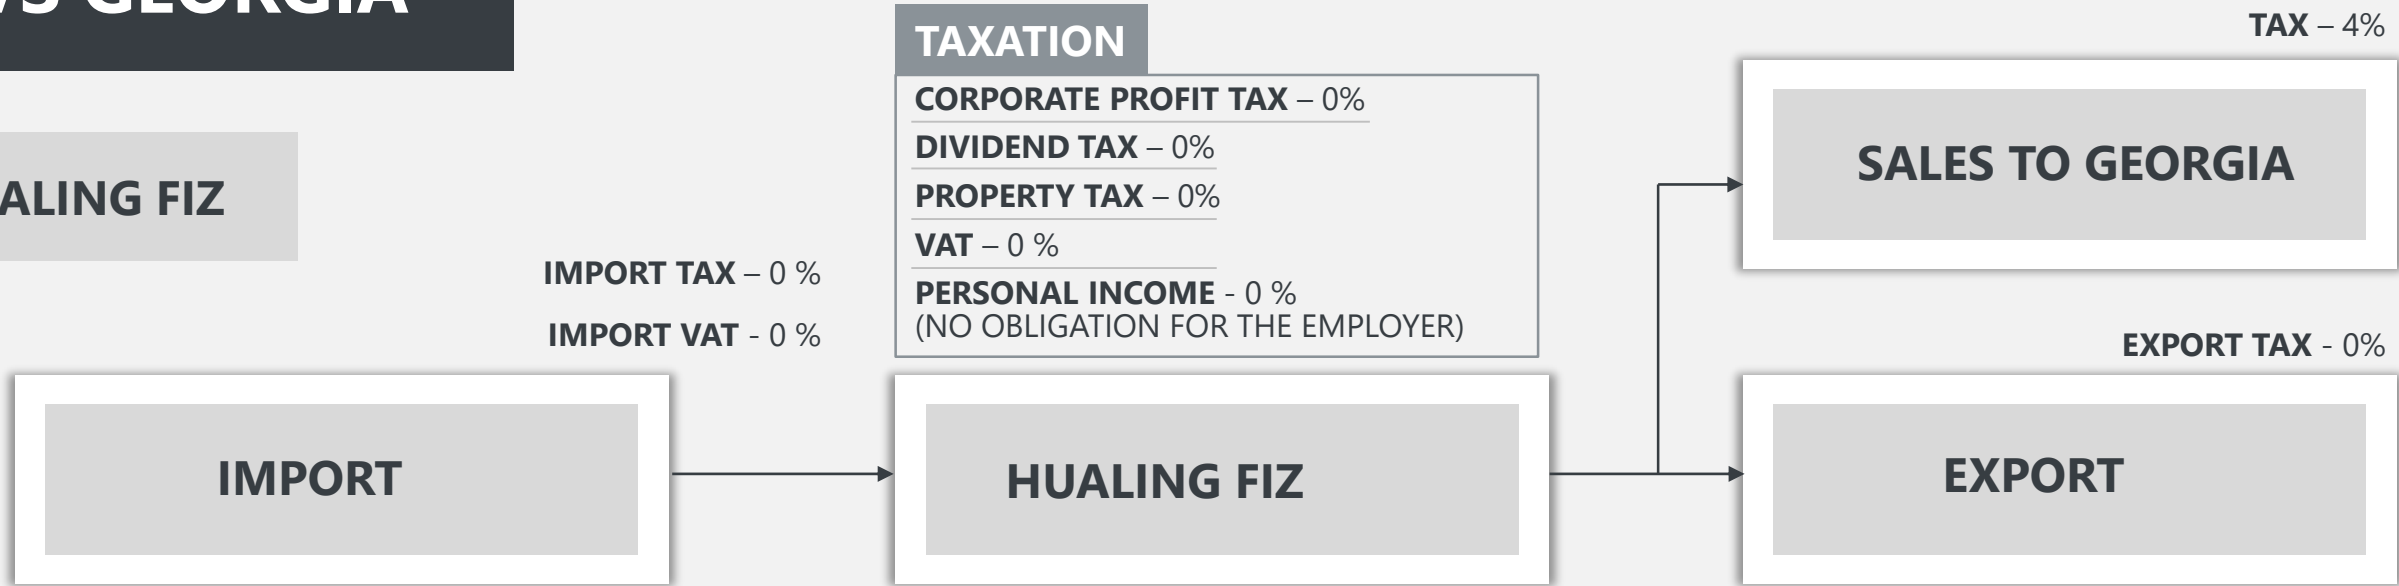 VS GEORGIA
ALING FIZ
IMPORT TAX – 0 %
IMPORT VAT - 0 %
IMPORT
TAXATION
CORPORATE PROFIT TAX – 0%
DIVIDEND TAX – 0%
PROPERTY TAX – 0%
VAT – 0 %
PERSONAL INCOME - 0 %
(NO OBLIGATION FOR THE EMPLOYER)
HUALING FIZ
TAX – 4%
SALES TO GEORGIA
EXPORT TAX - 0%
EXPORT